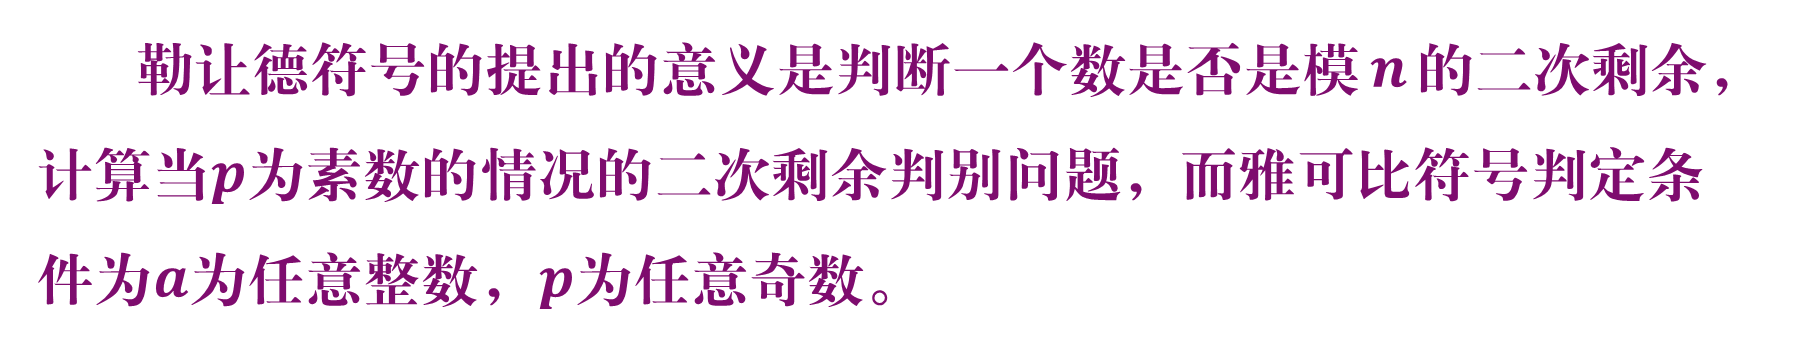 勒让德符号的提出的意义是判断一个数是否是模n的二次剩余，
计算当p为素数的情况的二次剩余判别问题，而雅可比符号判定条
件为a为任意整数，p为任意奇数。